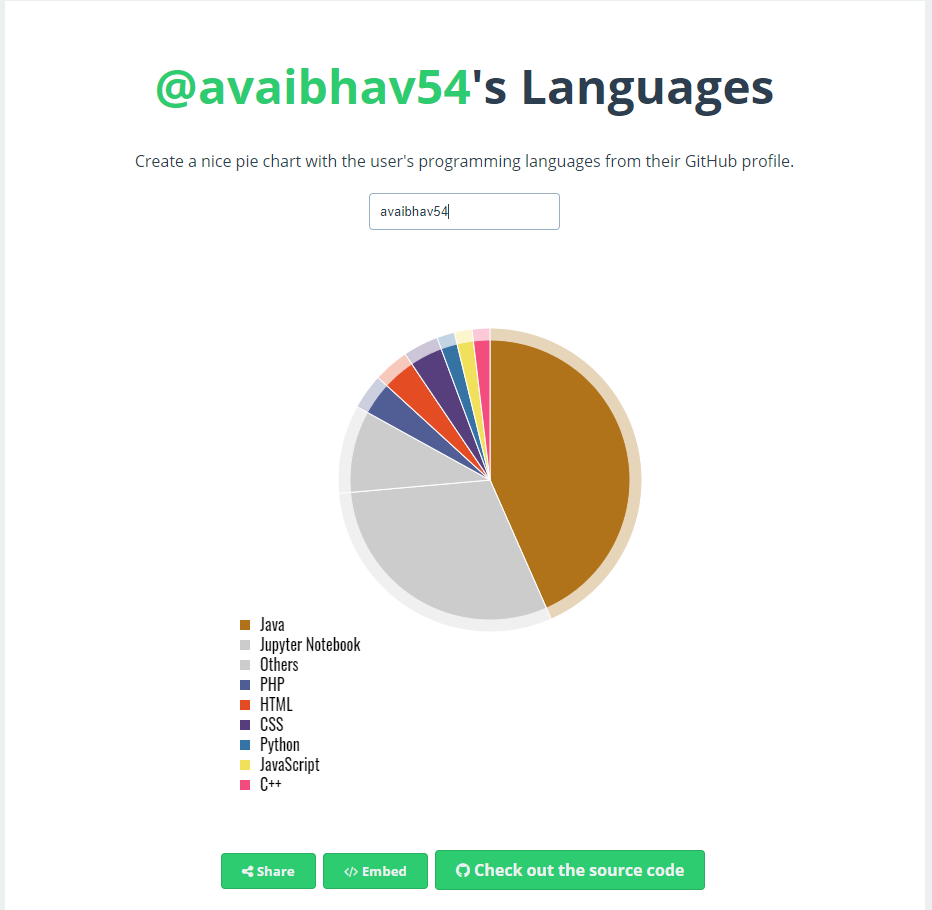 @avaibhav54's Languages
Create a nice pie chart with the user's programming languages from their GitHub profile.
avaibhav54
Java
Jupyter Notebook
Others
PHP
HTML
CSS
Python
JavaScript
C++
Share
</> Embed
Check out the source code